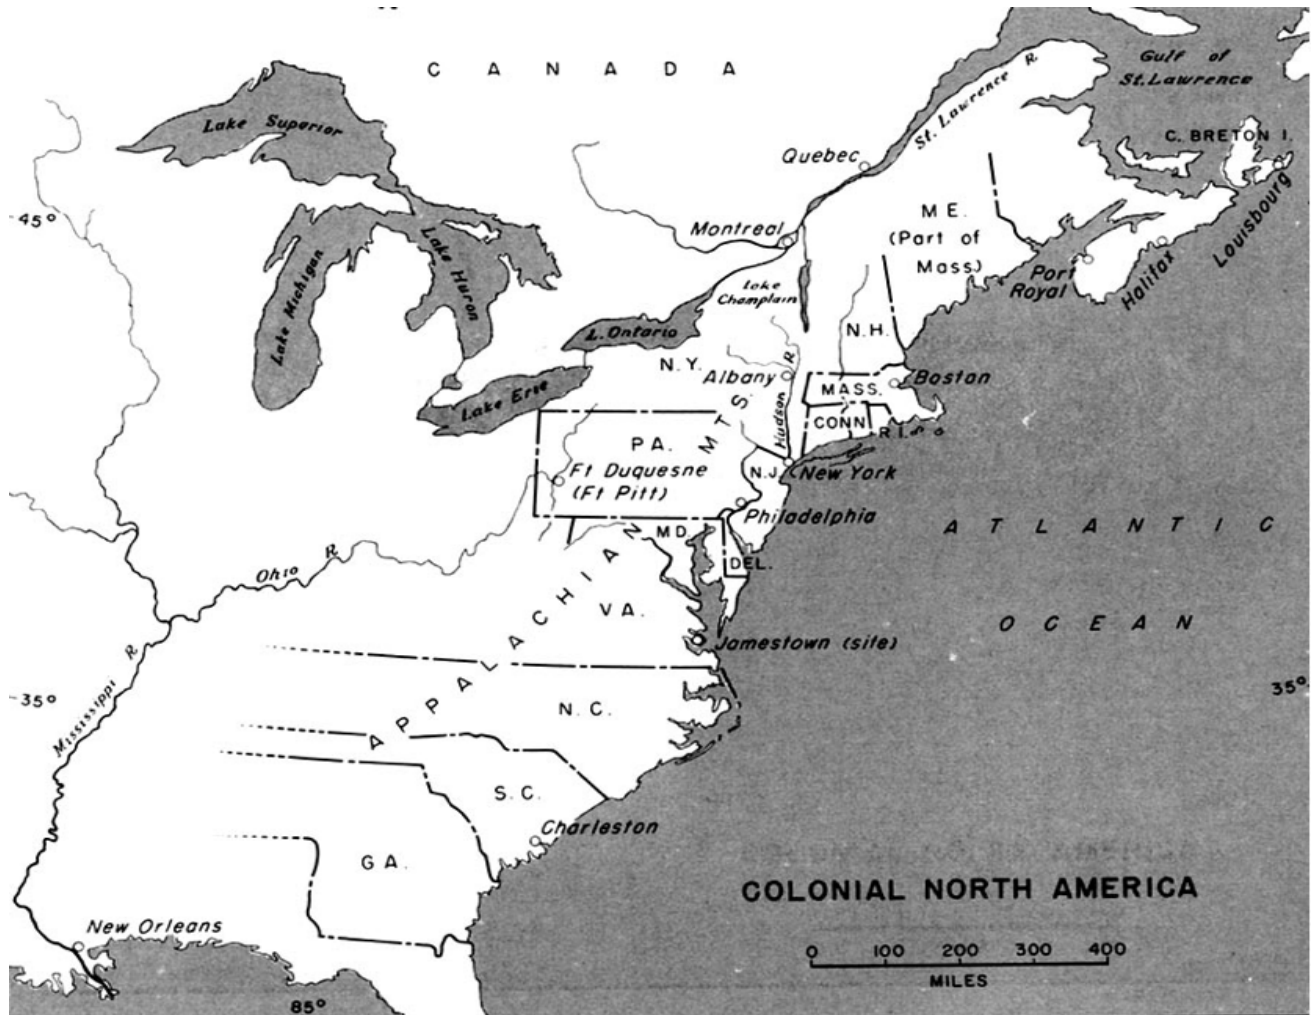 CANADA
Gulf of
St. Lawrence
St. Lawrence R.
Lake Superior
C. BRETON I.
Quebec
45°
ME.
(Part of
Mass.)
Montreal
Louisbourg
Halifax
Port
Royal
Lake Huron
Lake Michigan
Lake
Champlain
L. Ontario
N.H.
N.Y.
Albany
Hudson R
MASS.
Boston
Lake Erie
CONN
R.I.
PA.
Ft Duquesne
(Ft Pitt)
N.J.
New York
Philadelphia
MD.
DEL.
ATLANTIC
OCEAN
Ohio R
VA.
Jamestown (site)
APPALACHIAN MTS.
Mississippi R
35°
35°
N.C.
S.C.
Charleston
GA.
COLONIAL NORTH AMERICA
New Orleans
0 100 200 300 400
MILES
85°